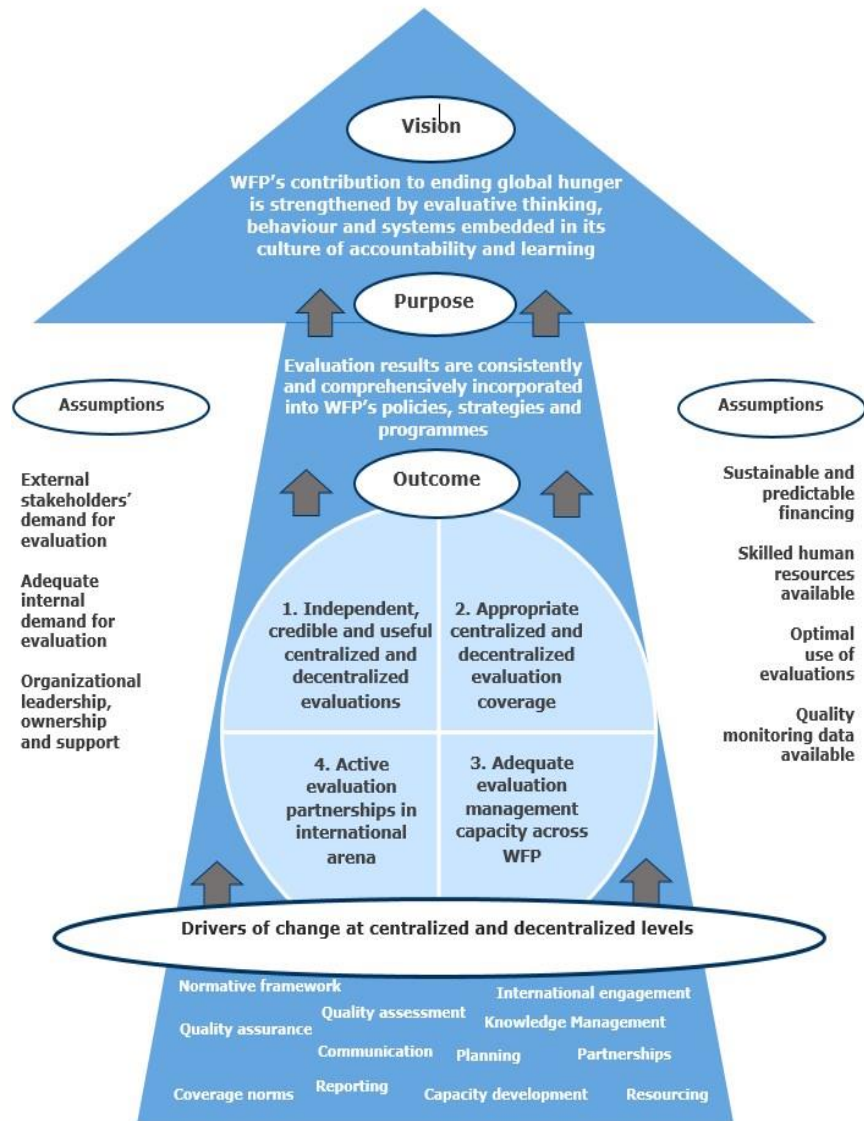 Vision
WFP's contribution to ending global hunger
is strengthened by evaluative thinking,
behaviour and systems embedded in its
culture of accountability and learning
Purpose
Evaluation results are consistently
and comprehensively incorporated
into WFP's policies, strategies and
programmes
Assumptions
External
stakeholders'
demand for
evaluation
Adequate
internal
demand for
evaluation
Organizational
leadership,
ownership
and support
Assumptions
Sustainable and
predictable
financing
Skilled human
resources
available
Optimal
use of
evaluations
Quality
monitoring data
available
Outcome
1. Independent,
credible and useful
centralized and
decentralized
evaluations
2. Appropriate
centralized and
decentralized
evaluation
coverage
4. Active
evaluation
partnerships in
international
arena
3. Adequate
evaluation
management
capacity across
WFP
Drivers of change at centralized and decentralized levels
Normative framework
International engagement
Quality assessment
Knowledge Management
Quality assurance
Communication
Planning
Partnerships
Coverage norms
Reporting
Capacity development
Resourcing